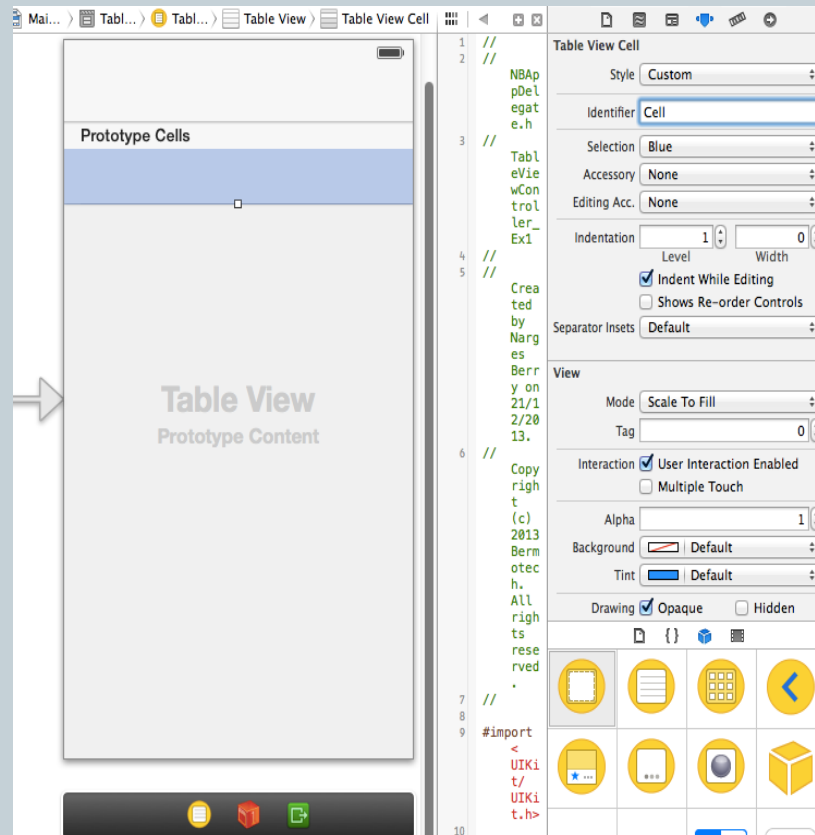 Mai... Tabl... Tabl... Table View Table View Cell
Prototype Cells
Table View
Prototype Content
1 //
2 //
NBAp
pDel
egat
e.h
3 //
Tabl
eVie
wCon
trol
ler_
Ex1
4 //
5 //
Crea
ted
by
Narg
es
Berr
y on
21/1
2/20
13.
6 //
Copy
righ
t
(c)
2013
Berm
otec
h.
All
righ
ts
rese
rved
.
7 //
8
9 #import
<
UIKi
t/
UIKi
t.h>
10
Table View Cell
Style Custom
Identifier Cell
Selection Blue
Accessory None
Editing Acc. None
Indentation 1 0
Level Width
Indent While Editing
Shows Re-order Controls
Separator Insets Default
View
Mode Scale To Fill
Tag 0
Interaction User Interaction Enabled
Multiple Touch
Alpha 1
Background Default
Tint Default
Drawing Opaque Hidden
{}